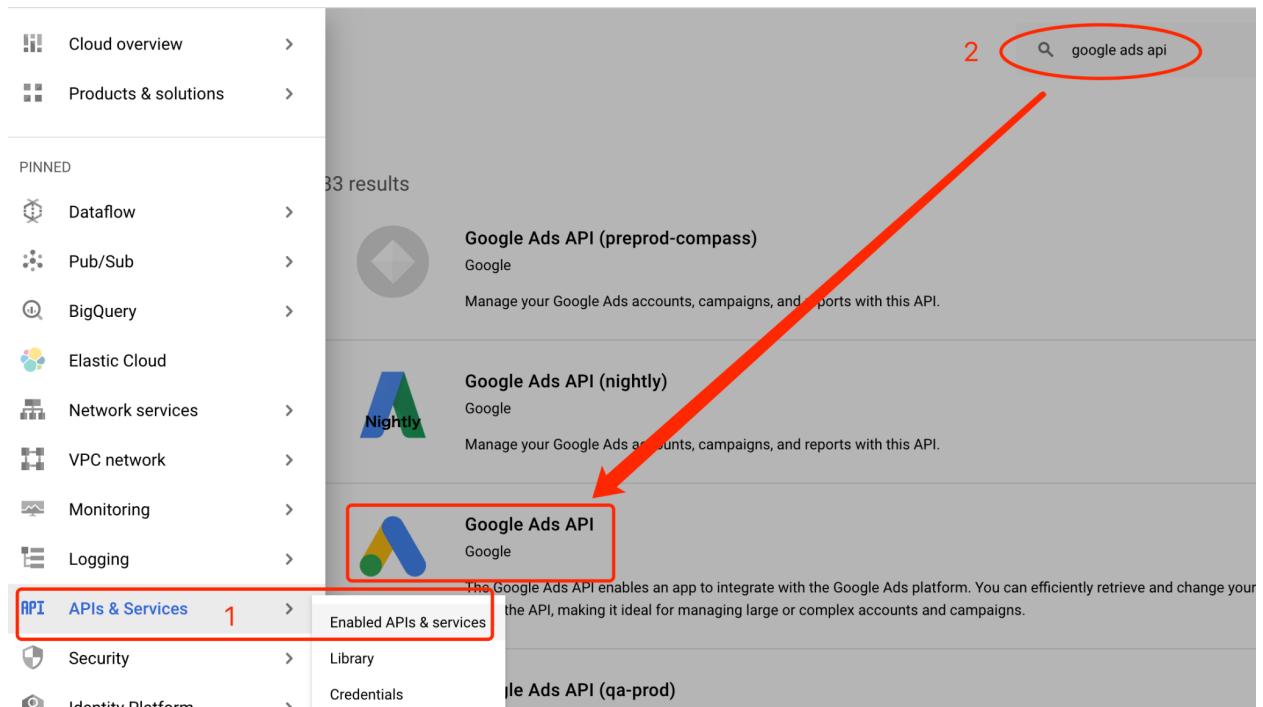 Cloud overview
Products & solutions
PINNED
Dataflow
Pub/Sub
BigQuery
Elastic Cloud
Network services
VPC network
Monitoring
Logging
API APIs & Services 1
Security
Identity Platform
Enabled APIs & services
Library
Credentials
2 google ads api
33 results
Google Ads API (preprod-compass)
Google
Manage your Google Ads accounts, campaigns, and reports with this API.
Nightly
Google Ads API (nightly)
Google
Manage your Google Ads accounts, campaigns, and reports with this API.
Google Ads API
Google
The Google Ads API enables an app to integrate with the Google Ads platform. You can efficiently retrieve and change your
the API, making it ideal for managing large or complex accounts and campaigns.
gle Ads API (qa-prod)